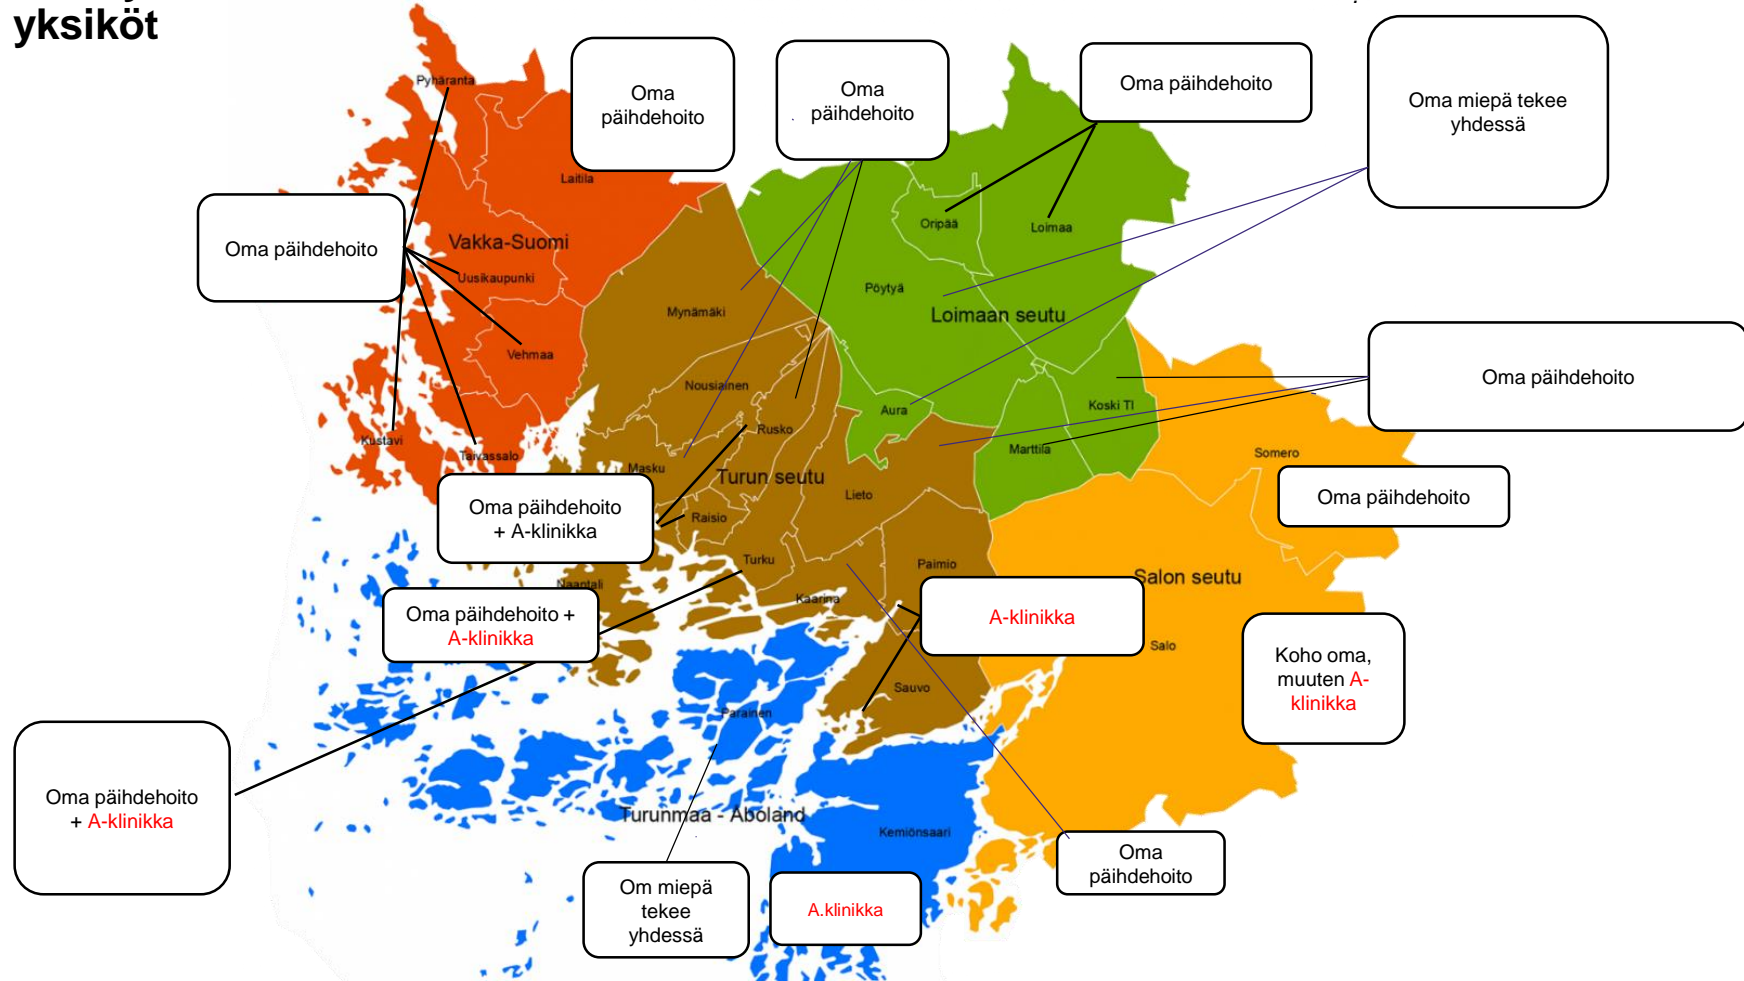 yksiköt
Pyhäranta
Oma
päihdehoito
Oma
päihdehoito
Oma päihdehoito
Oma miepä tekee
yhdessä
Laitila
Oripää
Loimaa
Oma päihdehoito
Vakka-Suomi
Uusikaupunki
Pöytyä
Mynämäki
Loimaan seutu
Vehmaa
Nousiainen
Oma päihdehoito
Aura
Koski Tl
Kustavi
Taivassalo
Rusko
Marttila
Somero
Masku
Turun seutu
Lieto
Oma päihdehoito
Oma päihdehoito
+ A-klinikka
Raisio
Turku
Paimio
Naantali
Salon seutu
Kaarina
Oma päihdehoito +
A-klinikka
A-klinikka
Salo
Koho oma,
muuten A-
klinikka
Sauvo
Parainen
Oma päihdehoito
+ A-klinikka
Turunmaa - Åboland
Kemiönsaari
Oma
päihdehoito
Om miepä
tekee
yhdessä
A.klinikka